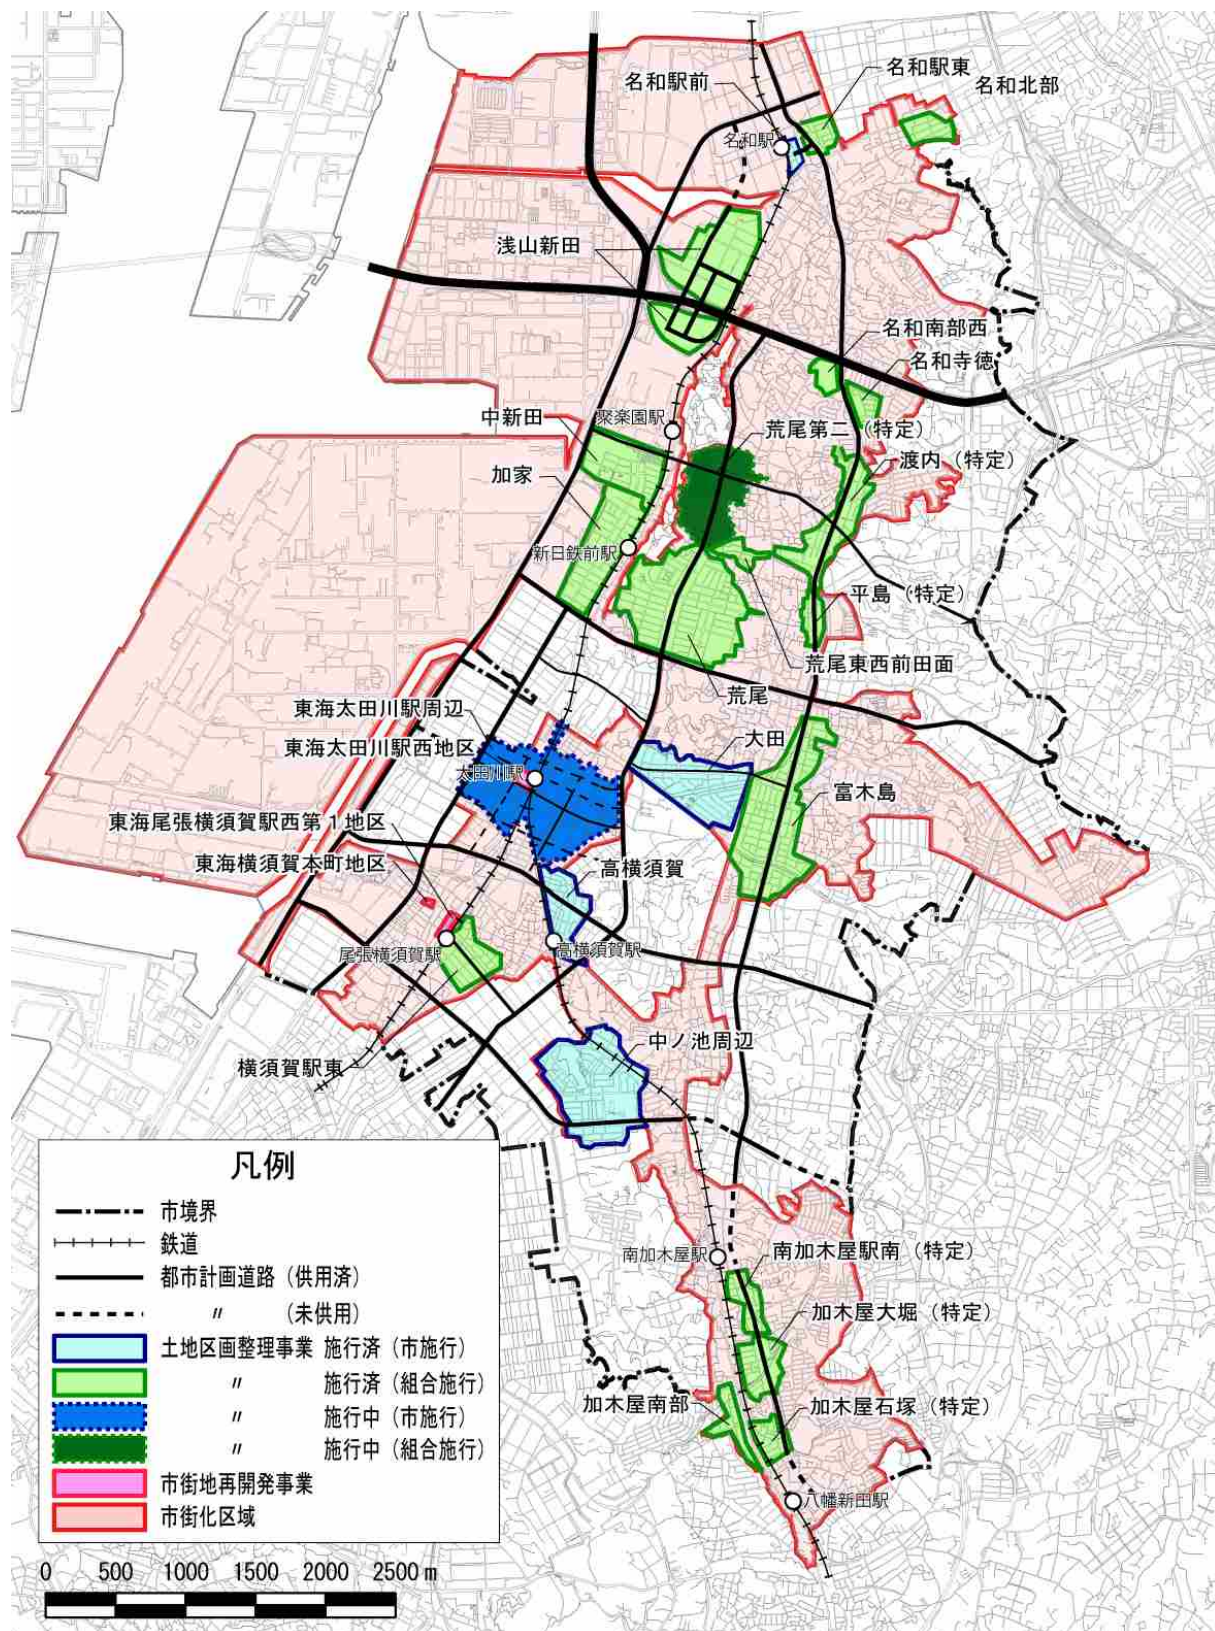 名和駅東
名和駅前
名和北部
名和駅
浅山新田
名和南部西
名和寺徳
中新田
聚楽園駅
荒尾第二（特定）
渡内（特定）
加家
新日鉄前駅
平島（特定）
荒尾東西前田面
荒尾
東海太田川駅周辺
大田
東海太田川駅西地区
太田川駅
富木島
東海尾張横須賀駅西第１地区
東海横須賀本町地区
高横須賀
尾張横須賀駅
高横須賀駅
中ノ池周辺
横須賀駅東
南加木屋駅
南加木屋駅南（特定）
加木屋大堀（特定）
加木屋南部
加木屋石塚（特定）
八幡新田駅
凡例
市境界
鉄道
都市計画道路（供用済）
〃 （未供用）
土地区画整理事業 施行済（市施行）
〃 施行済（組合施行）
〃 施行中（市施行）
〃 施行中（組合施行）
市街地再開発事業
市街化区域
0 500 1000 1500 2000 2500 m